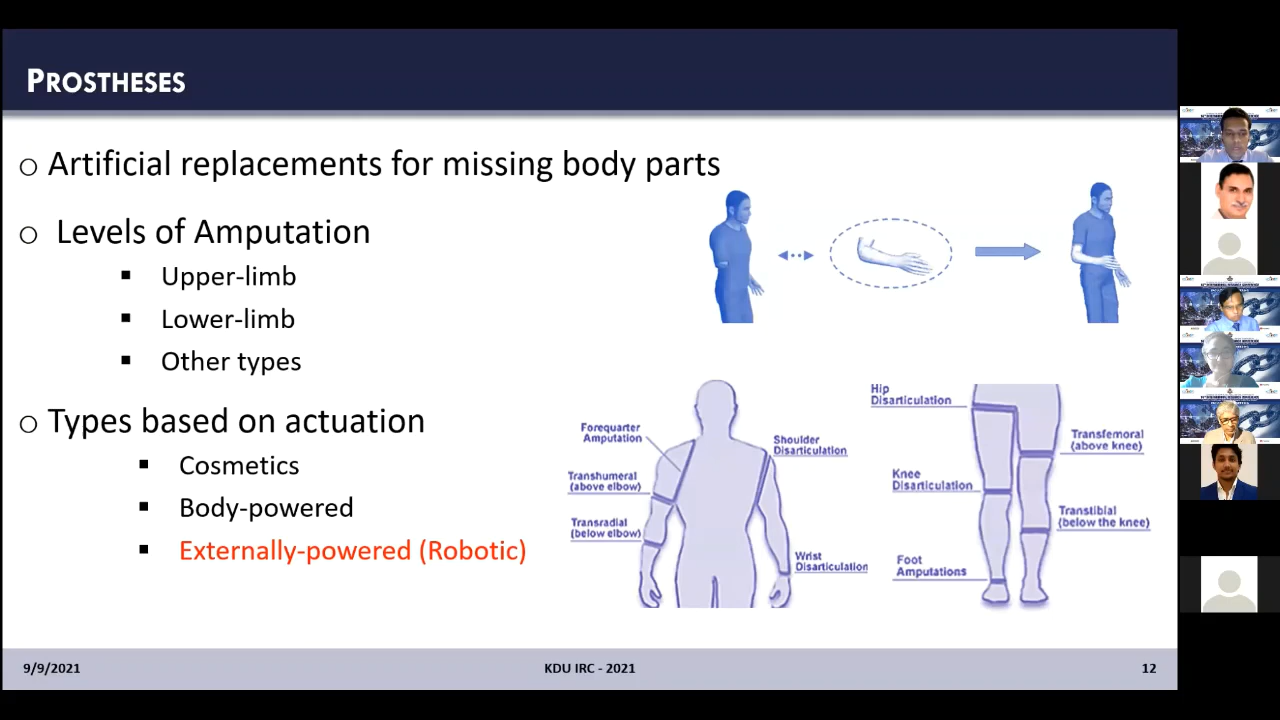 PROSTHESES
o Artificial replacements for missing body parts
o Levels of Amputation
▪ Upper-limb
▪ Lower-limb
▪ Other types
o Types based on actuation
▪ Cosmetics
▪ Body-powered
▪ Externally-powered (Robotic)
Forequarter
Amputation
Shoulder
Disarticulation
Transhumeral
(above elbow)
Transradial
(below elbow)
Wrist
Disarticulation
Hip
Disarticulation
Transfemoral
(above knee)
Knee
Disarticulation
Transtibial
(below the knee)
Foot
Amputations
9/9/2021
KDU IRC - 2021
12